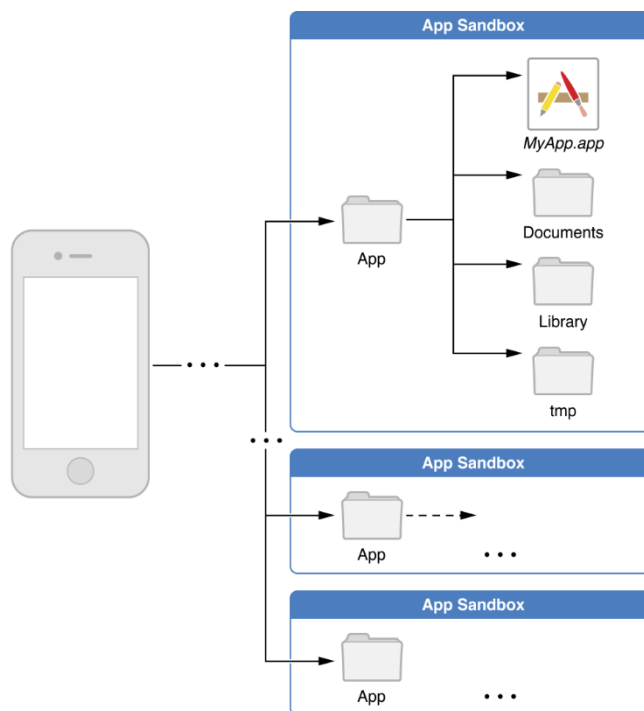 App Sandbox
MyApp.app
Documents
App
Library
tmp
App Sandbox
App
App Sandbox
App